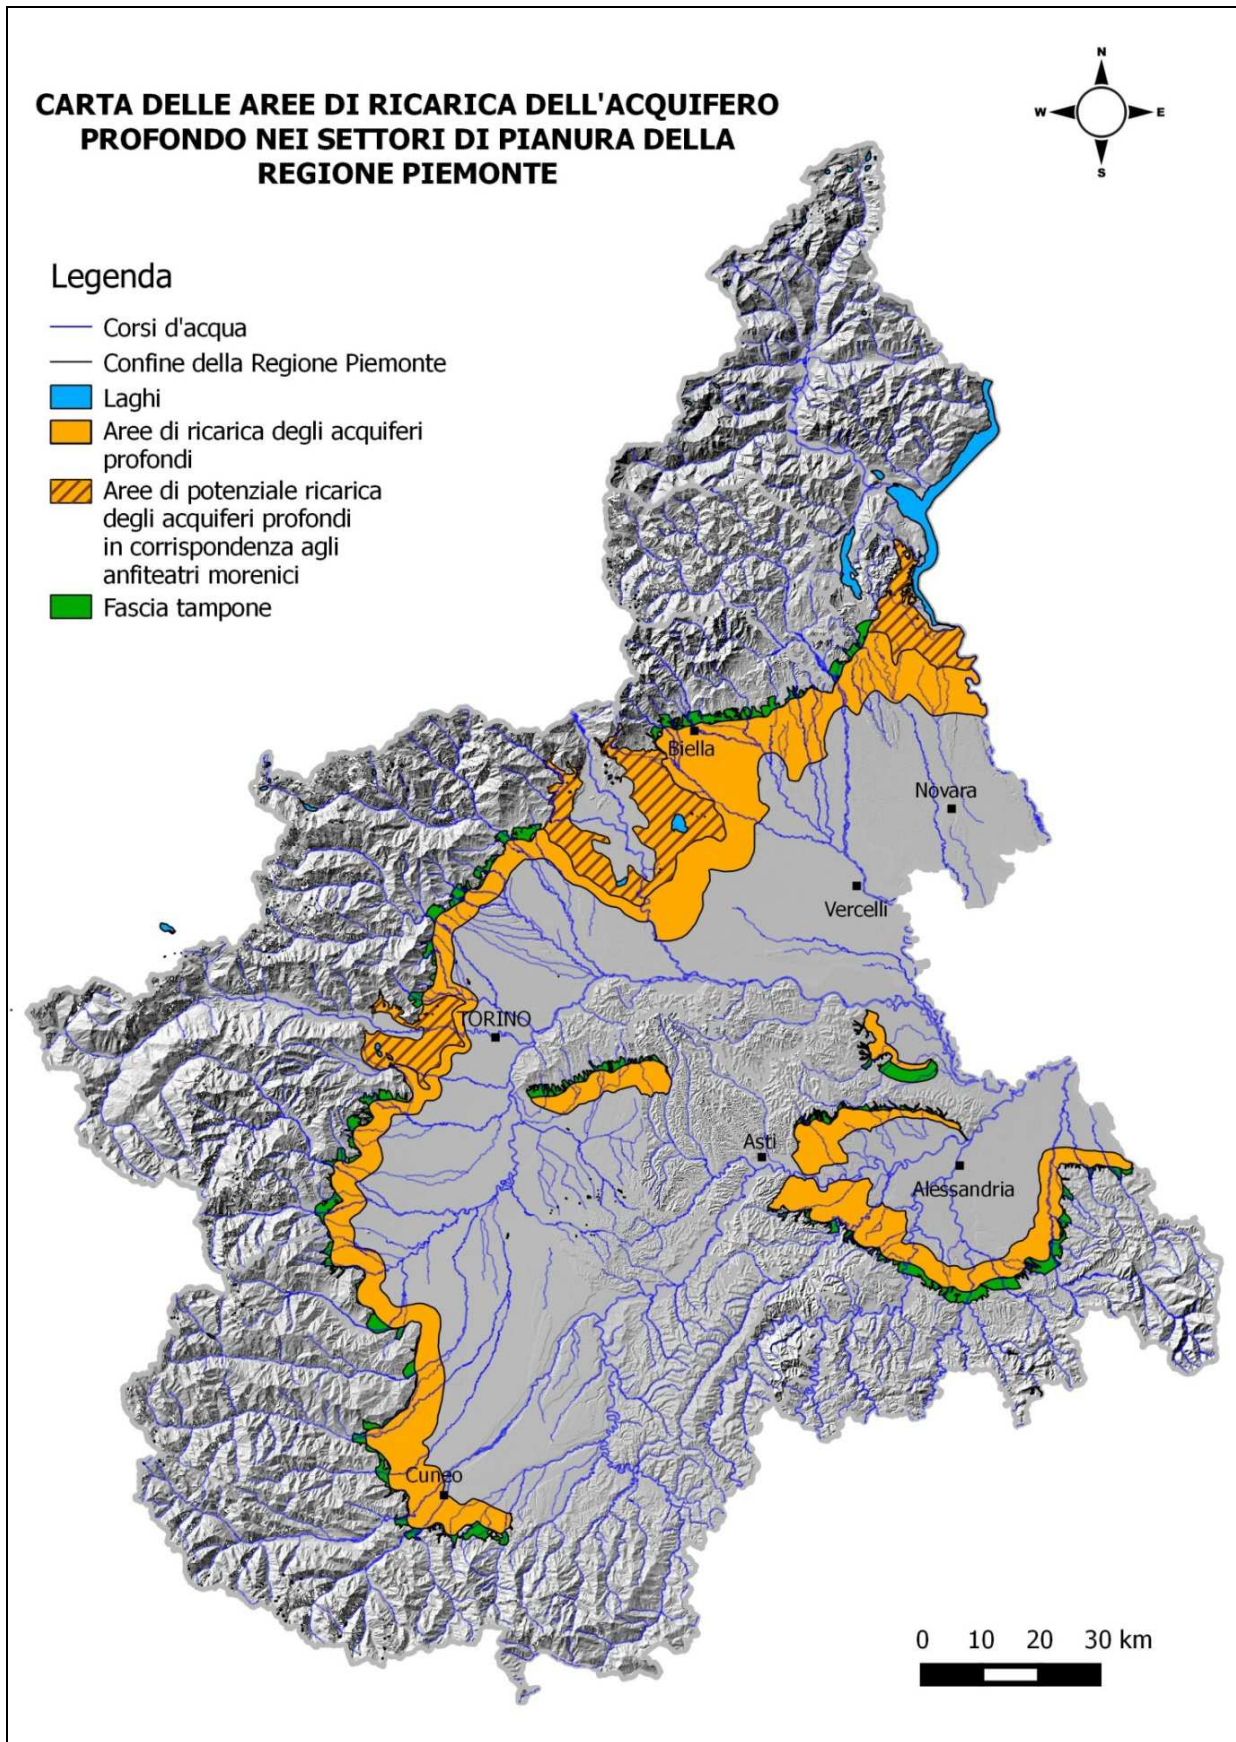 CARTA DELLE AREE DI RICARICA DELL'ACQUIFERO
PROFONDO NEI SETTORI DI PIANURA DELLA
REGIONE PIEMONTE
N
W
E
S
Legenda
Corsi d'acqua
Confine della Regione Piemonte
Laghi
Aree di ricarica degli acquiferi
profondi
Aree di potenziale ricarica
degli acquiferi profondi
in corrispondenza agli
anfiteatri morenici
Fascia tampone
Biella
Novara
Vercelli
TORINO
Asti
Alessandria
Cuneo
0 10 20 30 km